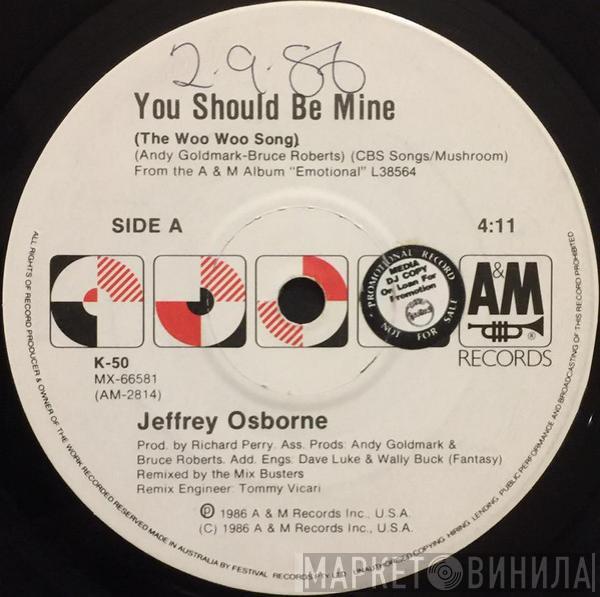 2.9.86
You Should Be Mine
(The Woo Woo Song)
(Andy Goldmark-Bruce Roberts) (CBS Songs/Mushroom)
From the A & M Album "Emotional" L38564
SIDE A
4:11
PROMOTIONAL RECORD
MEDIA
DJ COPY
Or Loan For
Promotion
NOT FOR SALE
A&M
RECORDS
K-50
MX-66581
(AM-2814)
Jeffrey Osborne
Prod. by Richard Perry. Ass. Prods: Andy Goldmark &
Bruce Roberts. Add. Engs: Dave Luke & Wally Buck (Fantasy)
Remixed by the Mix Busters
Remix Engineer: Tommy Vicari
Ⓟ 1986 A & M Records Inc., U.S.A.
(C) 1986 A & M Records Inc., U.S.A.
ALL RIGHTS OF RECORD PRODUCER & OWNER OF THE WORK RECORDED RESERVED MADE IN AUSTRALIA BY FESTIVAL RECORDS PTY LTD UNAUTHORIZED COPYING, HIRING, LENDING, PUBLIC PERFORMANCE AND BROADCASTING OF THIS RECORD PROHIBITED
МАРКЕТ ВИНИЛА